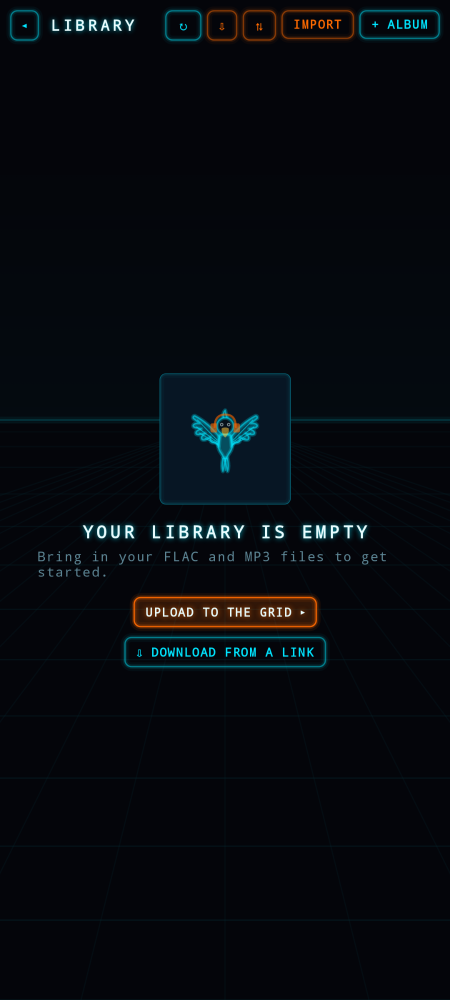 ◂ LIBRARY ↻ ⇩ ⇅ IMPORT + ALBUM
YOUR LIBRARY IS EMPTY
Bring in your FLAC and MP3 files to get
started.
UPLOAD TO THE GRID ▸
⇩ DOWNLOAD FROM A LINK